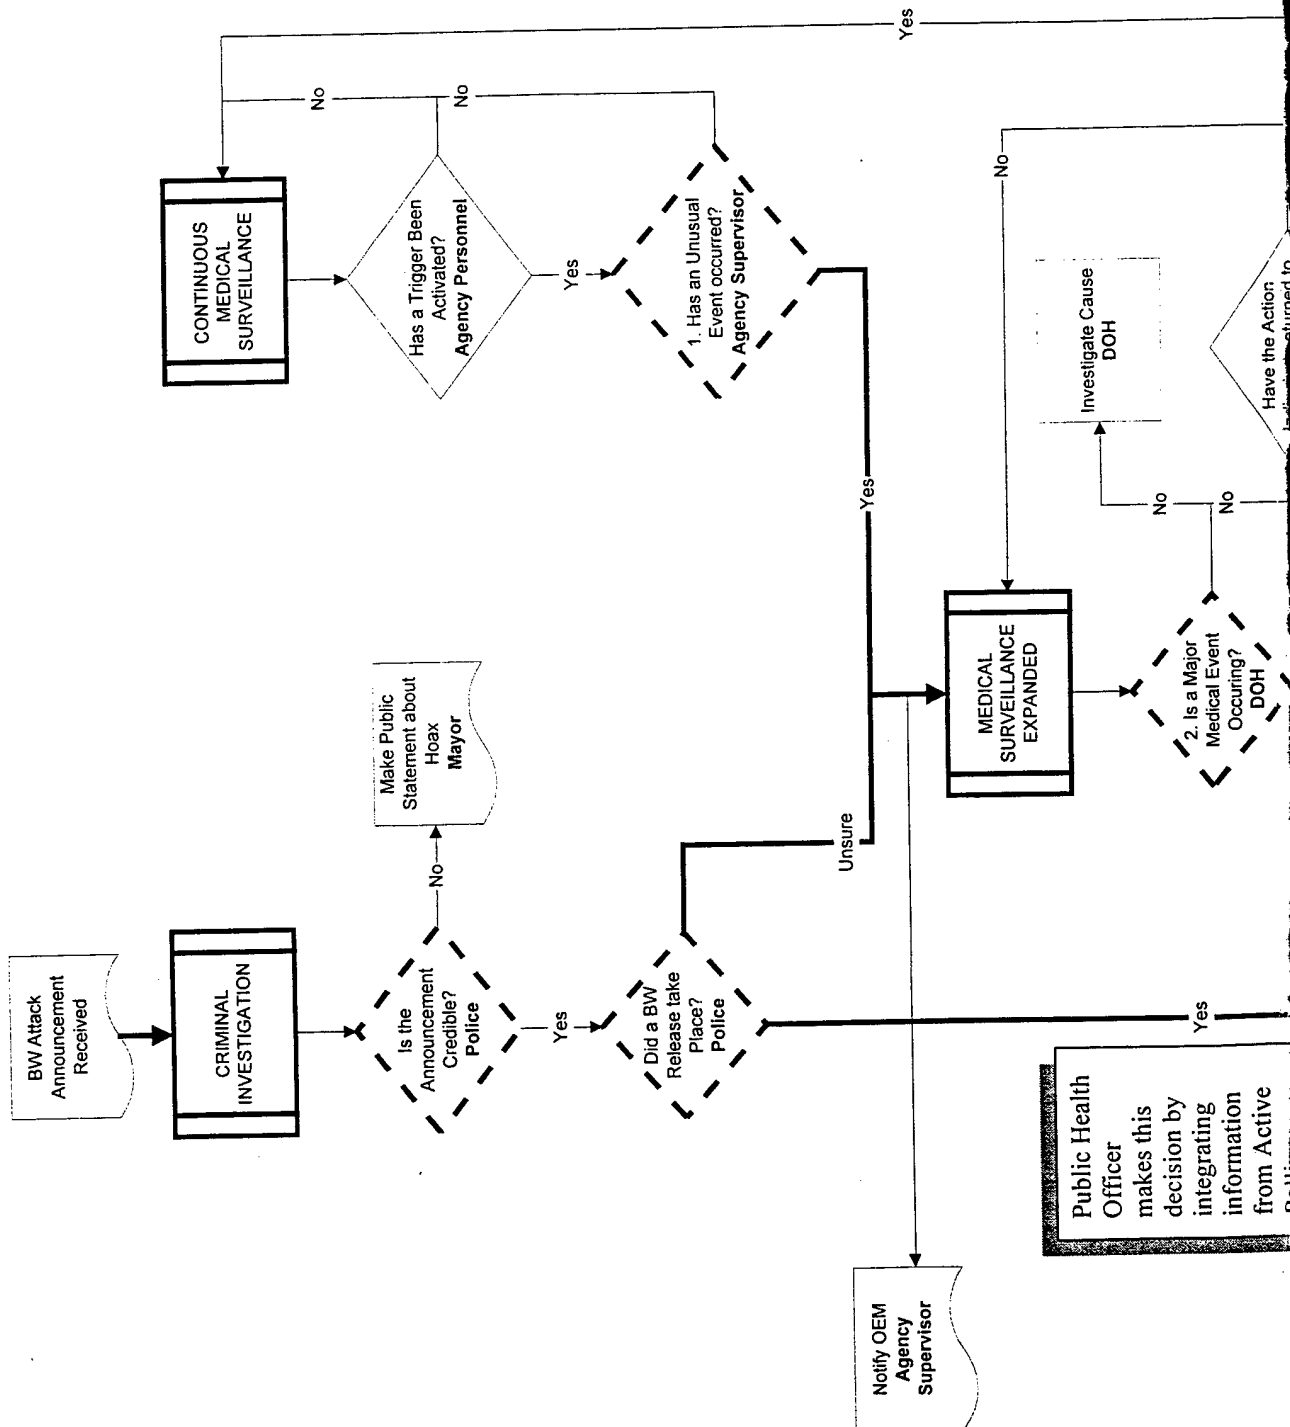 BW Attack
Announcement
Received
CRIMINAL
INVESTIGATION
Is the
Announcement
Credible?
Police
No
Make Public
Statement about
Hoax
Mayor
Yes
Did a BW
Release take
Place?
Police
Unsure
Yes
CONTINUOUS
MEDICAL
SURVEILLANCE
Has a Trigger Been
Activated?
Agency Personnel
No
Yes
1. Has an Unusual
Event occurred?
Agency Supervisor
No
Yes
Yes
Notify OEM
Agency
Supervisor
MEDICAL
SURVEILLANCE
EXPANDED
No
2. Is a Major
Medical Event
Occuring?
DOH
No
No
Investigate Cause
DOH
Have the Action
Public Health
Officer
makes this
decision by
integrating
information
from Active